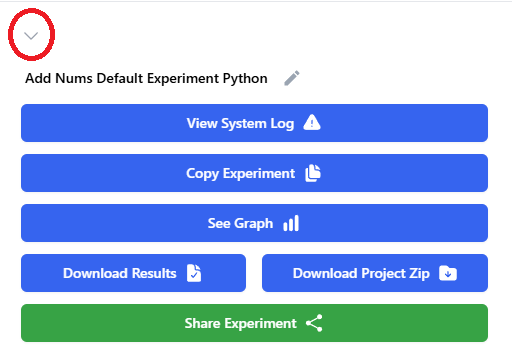 Add Nums Default Experiment Python
View System Log
Copy Experiment
See Graph
Download Results
Download Project Zip
Share Experiment